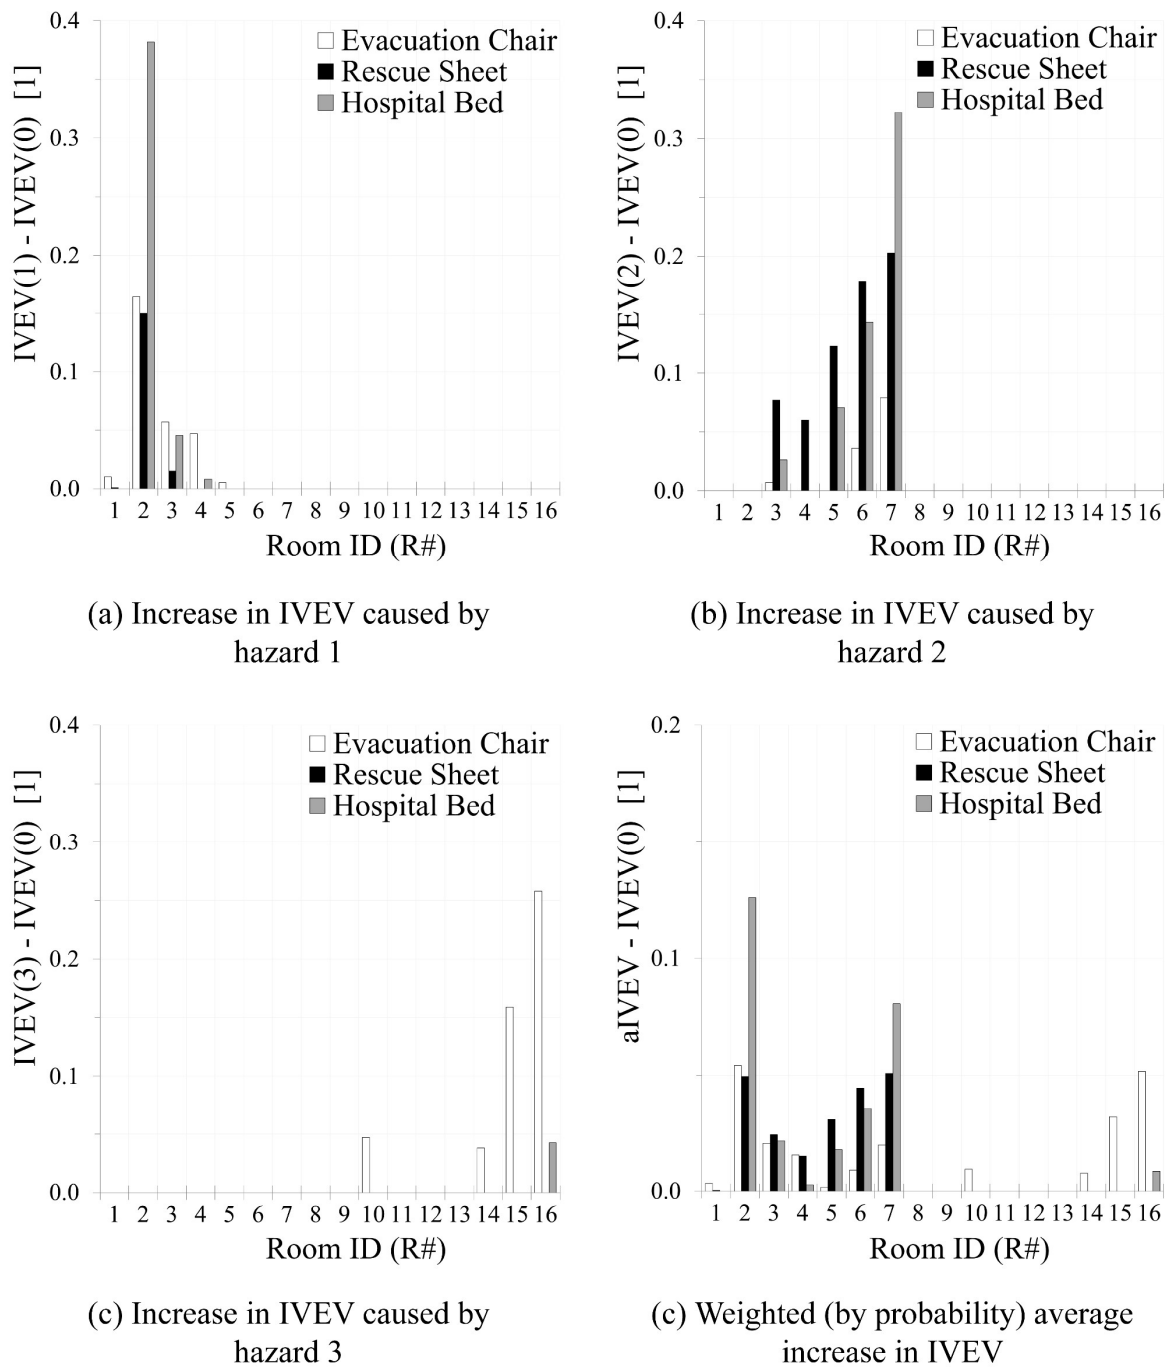 0.4
0.3
0.2
0.1
0.0
IVEV(1) - IVEV(0) [1]
Evacuation Chair
Rescue Sheet
Hospital Bed
1 2 3 4 5 6 7 8 9 10 11 12 13 14 15 16
Room ID (R#)
(a) Increase in IVEV caused by
hazard 1
0.4
0.3
0.2
0.1
0.0
IVEV(2) - IVEV(0) [1]
Evacuation Chair
Rescue Sheet
Hospital Bed
1 2 3 4 5 6 7 8 9 10 11 12 13 14 15 16
Room ID (R#)
(b) Increase in IVEV caused by
hazard 2
0.4
0.3
0.2
0.1
0.0
IVEV(3) - IVEV(0) [1]
Evacuation Chair
Rescue Sheet
Hospital Bed
1 2 3 4 5 6 7 8 9 10 11 12 13 14 15 16
Room ID (R#)
(c) Increase in IVEV caused by
hazard 3
0.2
0.1
0.0
aIVEV - IVEV(0) [1]
Evacuation Chair
Rescue Sheet
Hospital Bed
1 2 3 4 5 6 7 8 9 10 11 12 13 14 15 16
Room ID (R#)
(c) Weighted (by probability) average
increase in IVEV